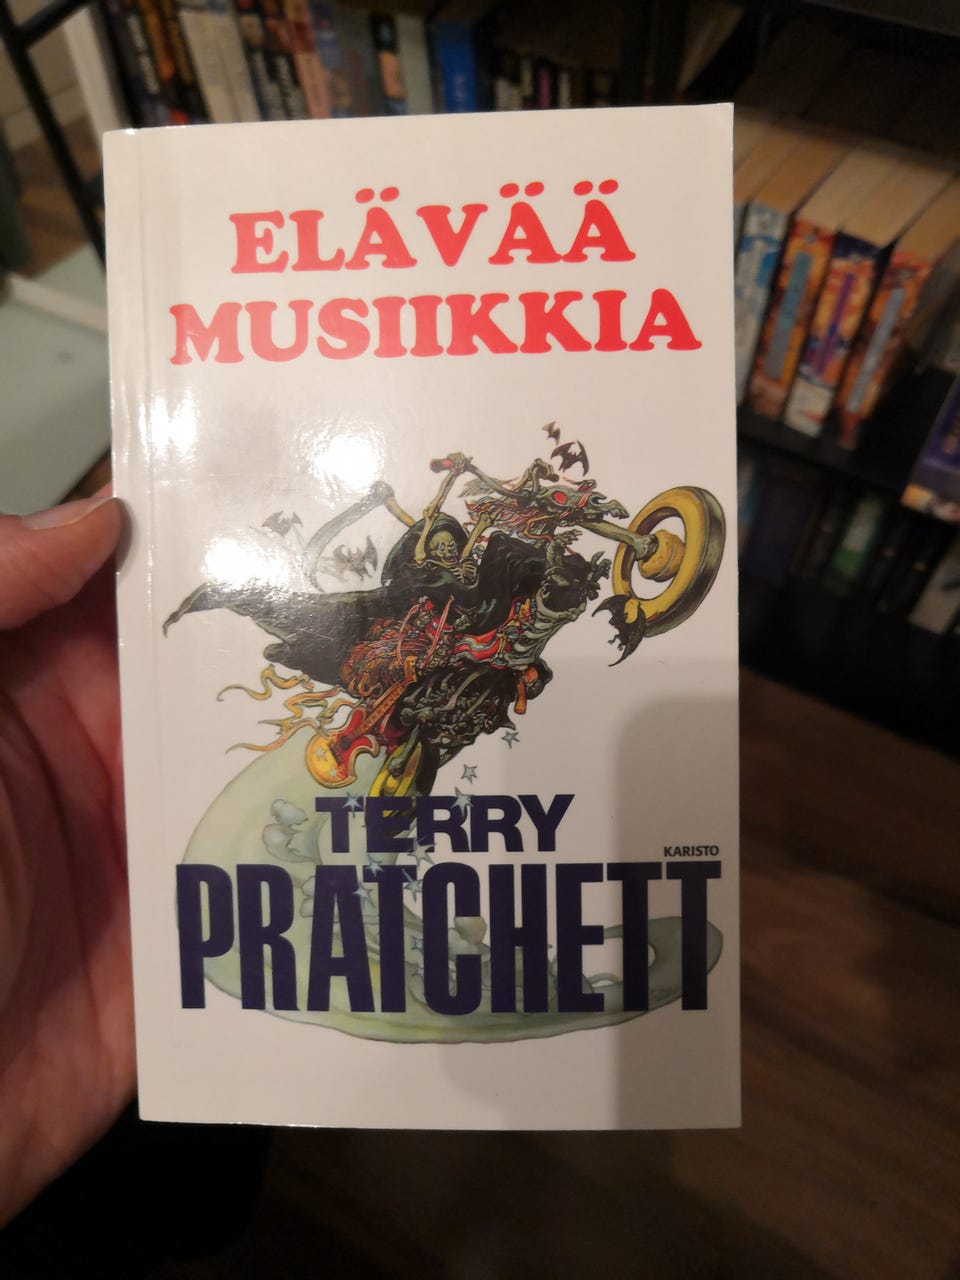 ELÄVÄÄ
MUSIIKKIA
TERRY
KARISTO
PRATCHETT